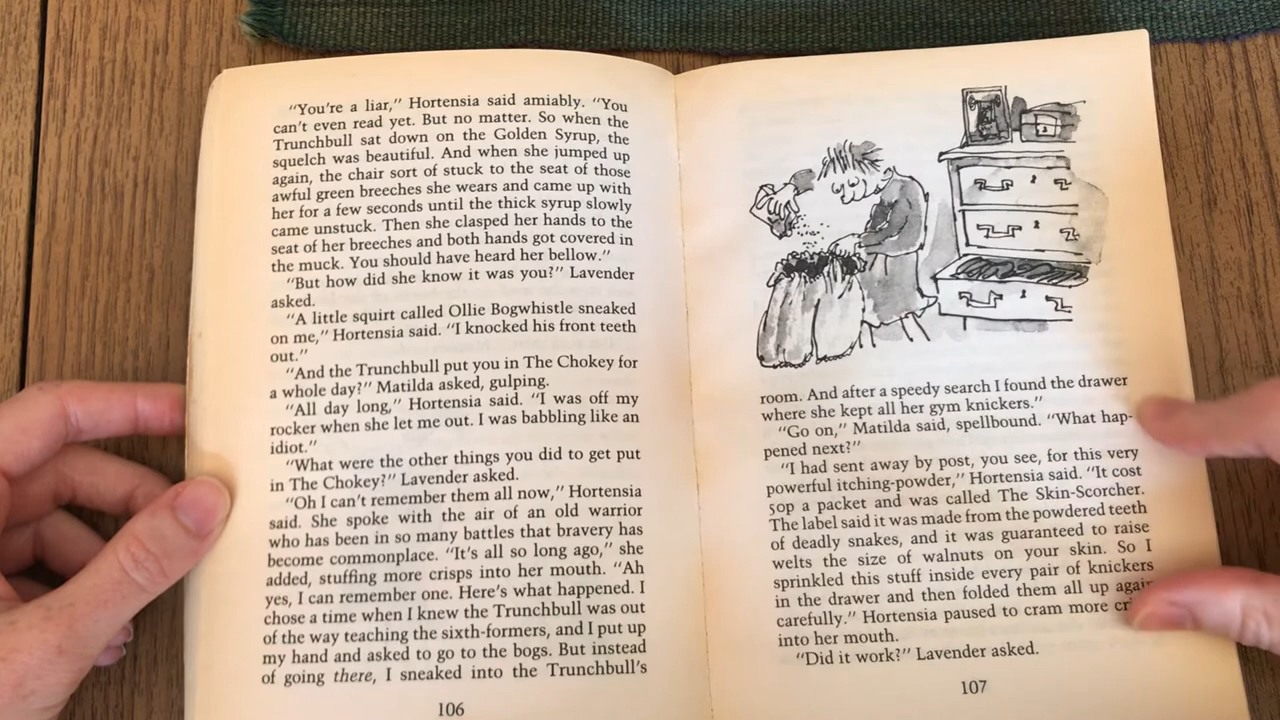 "You're a liar," Hortensia said amiably. "You
can't even read yet. But no matter. So when the
Trunchbull sat down on the Golden Syrup, the
squelch was beautiful. And when she jumped up
again, the chair sort of stuck to the seat of those
awful green breeches she wears and came up with
her for a few seconds until the thick syrup slowly
came unstuck. Then she clasped her hands to the
seat of her breeches and both hands got covered in
the muck. You should have heard her bellow."
"But how did she know it was you?" Lavender
asked.
"A little squirt called Ollie Bogwhistle sneaked
on me," Hortensia said. "I knocked his front teeth
out."
"And the Trunchbull put you in The Chokey for
a whole day?" Matilda asked, gulping.
"All day long," Hortensia said. "I was off my
rocker when she let me out. I was babbling like an
idiot."
"What were the other things you did to get put
in The Chokey?" Lavender asked.
"Oh I can't remember them all now," Hortensia
said. She spoke with the air of an old warrior
who has been in so many battles that bravery has
become commonplace. "It's all so long ago," she
added, stuffing more crisps into her mouth. "Ah
yes, I can remember one. Here's what happened. I
chose a time when I knew the Trunchbull was out
of the way teaching the sixth-formers, and I put up
my hand and asked to go to the bogs. But instead
of going there, I sneaked into the Trunchbull's
106
room. And after a speedy search I found the drawer
where she kept all her gym knickers."
"Go on," Matilda said, spellbound. "What hap-
pened next?"
"I had sent away by post, you see, for this very
powerful itching-powder," Hortensia said. "It cost
50p a packet and was called The Skin-Scorcher.
The label said it was made from the powdered teeth
of deadly snakes, and it was guaranteed to raise
welts the size of walnuts on your skin. So I
sprinkled this stuff inside every pair of knickers
in the drawer and then folded them all up again
carefully." Hortensia paused to cram more
into her mouth.
"Did it work?" Lavender asked.
107